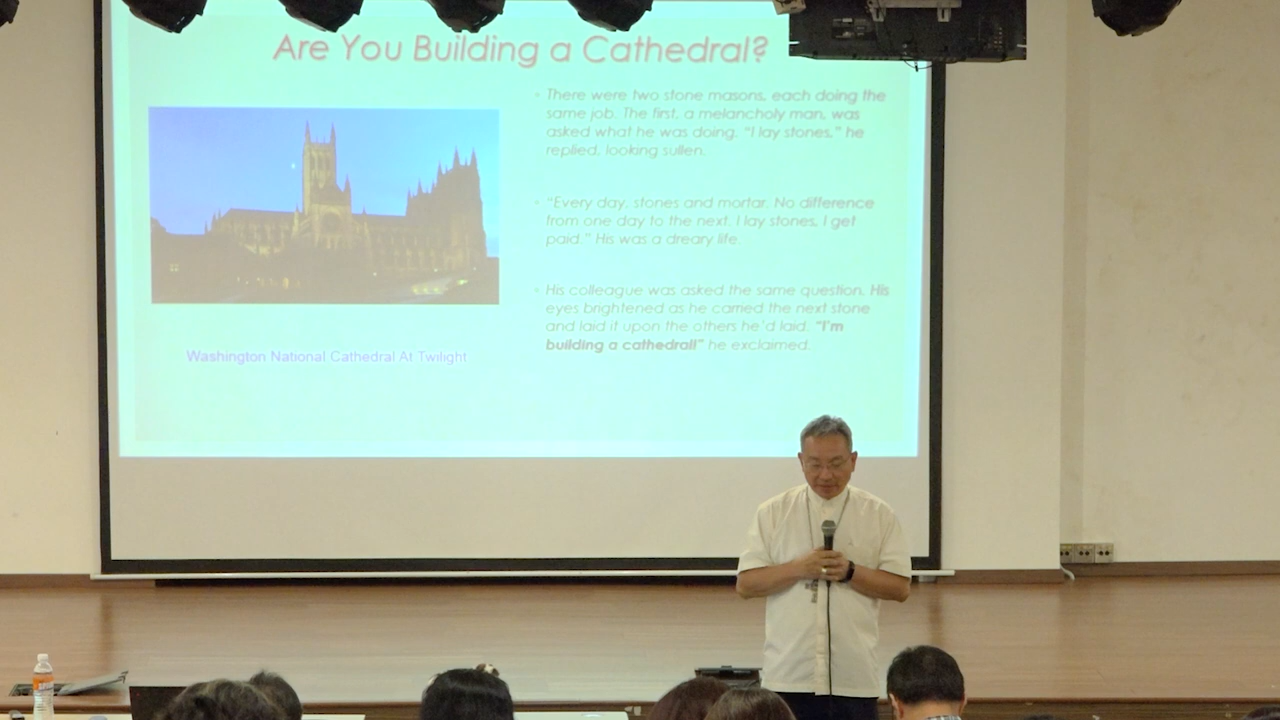 Are You Building a Cathedral?
There were two stone masons, each doing the
same job. The first, a melancholy man, was
asked what he was doing. “I lay stones,” he
replied, looking sullen.
“Every day, stones and mortar. No difference
from one day to the next. I lay stones, I get
paid.” His was a dreary life.
His colleague was asked the same question. His
eyes brightened as he carried the next stone
and laid it upon the others he’d laid. “I’m
building a cathedral!” he exclaimed.
Washington National Cathedral At Twilight